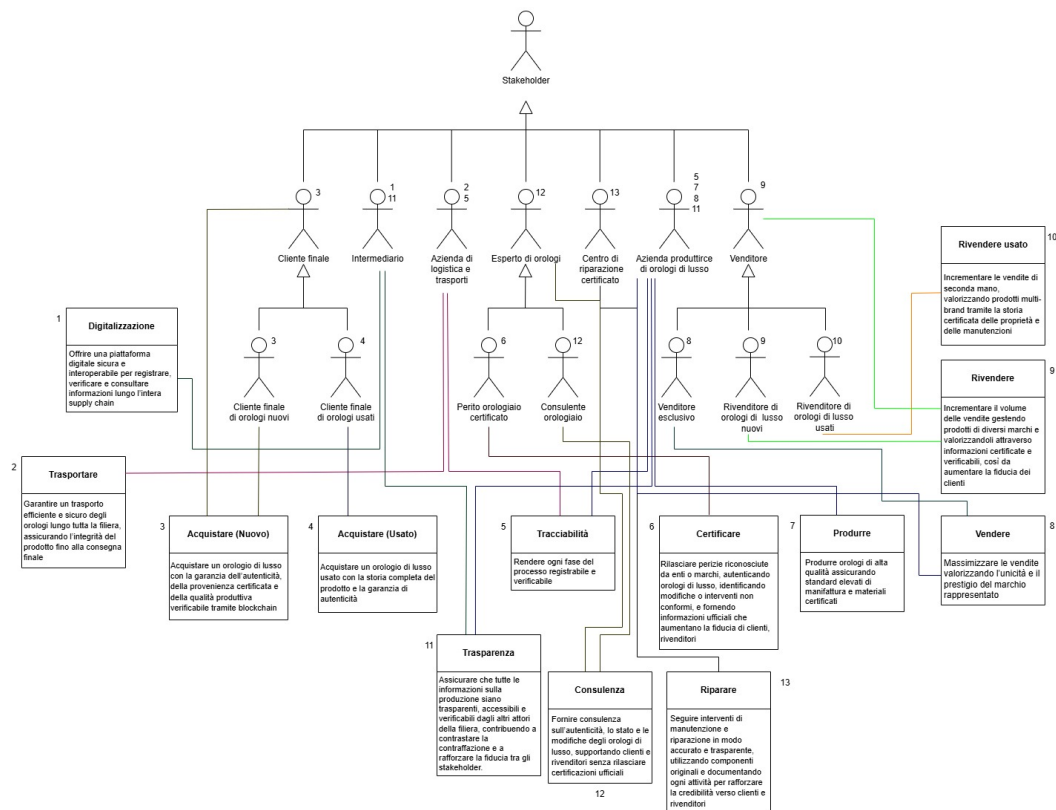 Stakeholder
3
1
11
2
5
12
13
5
7
8
11
9
Cliente finale
Intermediario
Azienda di
logistica e
trasporti
Esperto di orologi
Centro di
riparazione
certificato
Azienda produttirce
di orologi di lusso
Venditore
10
Rivendere usato
Incrementare le vendite di
seconda mano,
valorizzando prodotti multi-
brand tramite la storia
certificata delle proprietà e
delle manutenzioni
1
Digitalizzazione
Offrire una piattaforma
digitale sicura e
interoperabile per registrare,
verificare e consultare
informazioni lungo l'intera
supply chain
3
4
6
12
8
9
10
Cliente finale
di orologi nuovi
Cliente finale
di orologi usati
Perito orologiaio
certificato
Consulente
orologiaio
Venditore
esclusivo
Rivenditore di
orologi di lusso
nuovi
Rivenditore di
orologi di lusso
usati
9
Rivendere
Incrementare il volume
delle vendite gestendo
prodotti di diversi marchi e
valorizzandoli attraverso
informazioni certificate e
verificabili, così da
aumentare la fiducia dei
clienti
2
Trasportare
Garantire un trasporto
efficiente e sicuro degli
orologi lungo tutta la filiera,
assicurando l'integrità del
prodotto fino alla consegna
finale
3
Acquistare (Nuovo)
Acquistare un orologio di lusso
con la garanzia dell'autenticità,
della provenienza certificata e
della qualità produttiva
verificabile tramite blockchain
4
Acquistare (Usato)
Acquistare un orologio di lusso
usato con la storia completa del
prodotto e la garanzia di
autenticità
5
Tracciabilità
Rendere ogni fase del
processo registrabile e
verificabile
6
Certificare
Rilasciare perizie riconosciute
da enti o marchi, autenticando
orologi di lusso, identificando
modifiche o interventi non
conformi, e fornendo
informazioni ufficiali che
aumentano la fiducia di clienti,
rivenditori
7
Produrre
Produrre orologi di alta
qualità assicurando
standard elevati di
manifattura e materiali
certificati
8
Vendere
Massimizzare le vendite
valorizzando l'unicità e il
prestigio del marchio
rappresentato
11
Trasparenza
Assicurare che tutte le
informazioni sulla
produzione siano
trasparenti, accessibili e
verificabili dagli altri attori
della filiera, contribuendo a
contrastare la
contraffazione e a
rafforzare la fiducia tra gli
stakeholder.
Consulenza
Fornire consulenza
sull'autenticità, lo stato e le
modifiche degli orologi di
lusso, supportando clienti e
rivenditori senza rilasciare
certificazioni ufficiali
12
13
Riparare
Seguire interventi di
manutenzione e
riparazione in modo
accurato e trasparente,
utilizzando componenti
originali e documentando
ogni attività per rafforzare
la credibilità verso clienti e
rivenditori